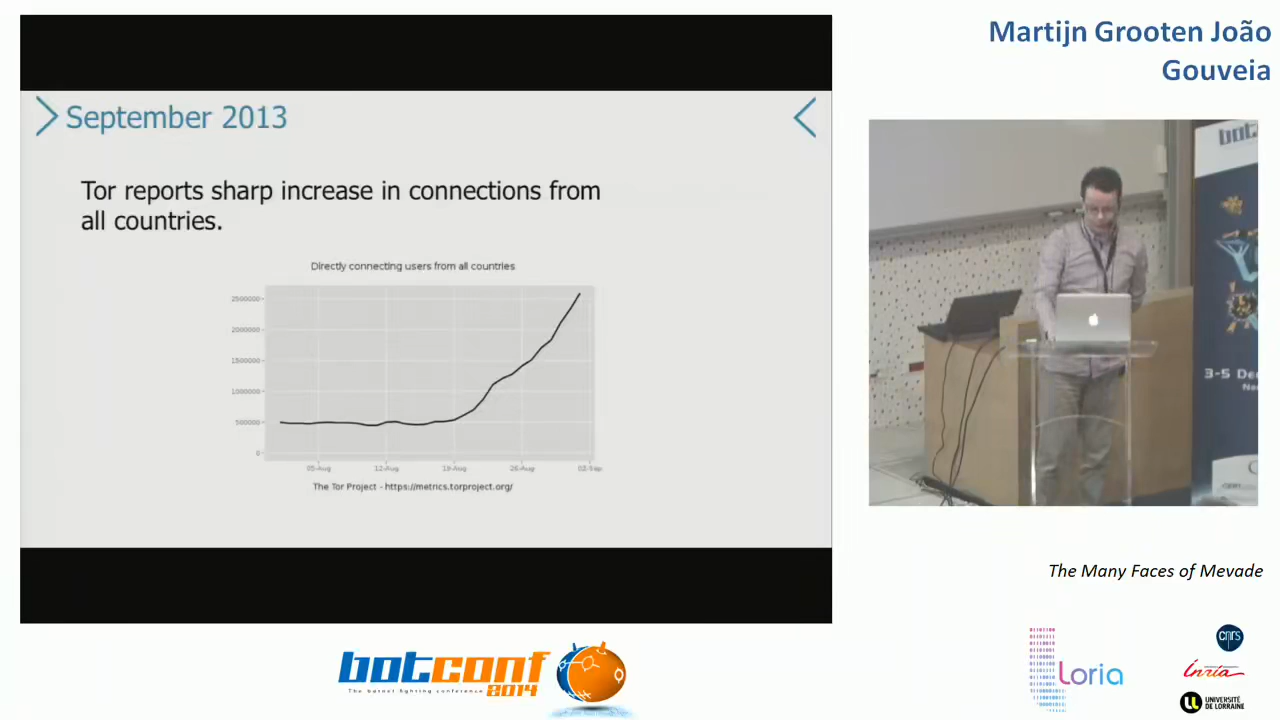 Martijn Grooten João
Gouveia
September 2013
Tor reports sharp increase in connections from
all countries.
Directly connecting users from all countries
2500000
2000000
1500000
1000000
500000
0
05-Aug
12-Aug
19-Aug
26-Aug
02-Sep
The Tor Project - https://metrics.torproject.org/
bot
3-5 Dec
The Many Faces of Mevade
botconf
2014
The botnet fighting conference
Loria
cnrs
Inria
UNIVERSITÉ
DE LORRAINE